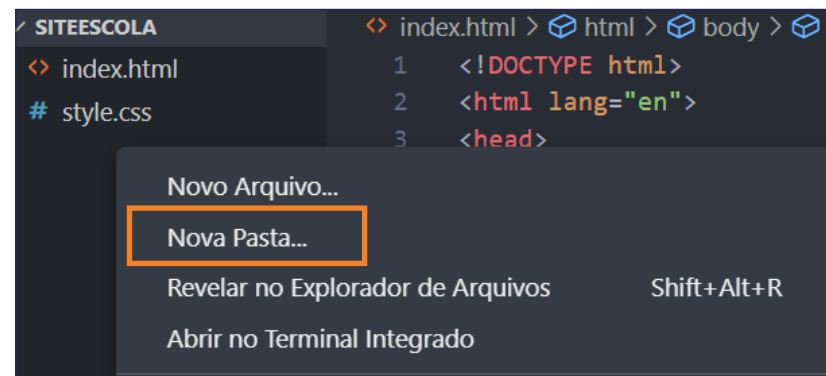 SITEESCOLA
index.html
# style.css
index.html > html > body >
1 <!DOCTYPE html>
2 <html lang="en">
3 <head>
Novo Arquivo...
Nova Pasta...
Revelar no Explorador de Arquivos Shift+Alt+R
Abrir no Terminal Integrado